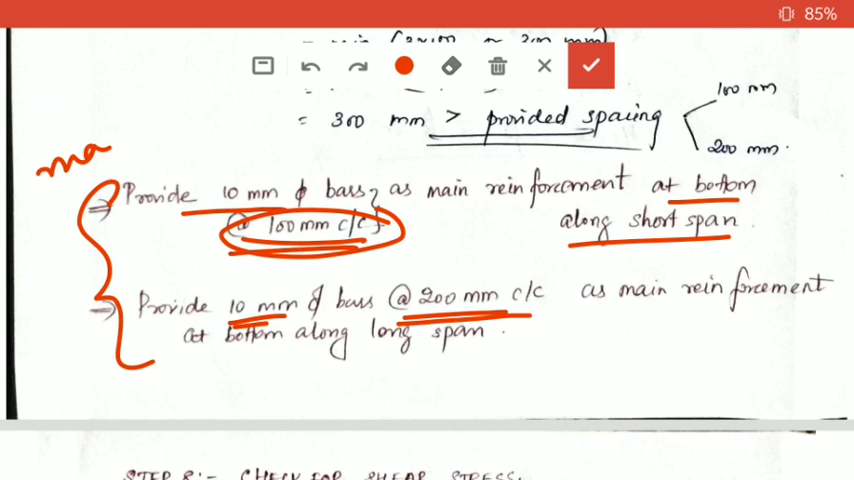 85%
= 300 mm > provided spacing
100 mm
200 mm.
ma
⇒ Provide 10 mm ϕ bars, as main reinforcement at bottom
@ 100 mm c/c
along short span.
⇒ Provide 10 mm ϕ bars @ 200 mm c/c as main reinforcement
at bottom along long span.
STEP 8:- CHECK FOR SHEAR STRESS.